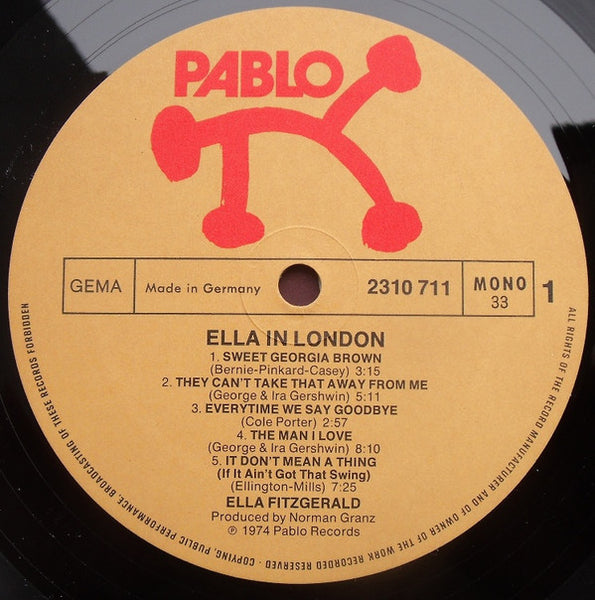 PABLO
GEMA
Made in Germany
2310 711
MONO
33
1
ELLA IN LONDON
1. SWEET GEORGIA BROWN
(Bernie-Pinkard-Casey) 3:15
2. THEY CAN'T TAKE THAT AWAY FROM ME
(George & Ira Gershwin) 5:11
3. EVERYTIME WE SAY GOODBYE
(Cole Porter) 2:57
4. THE MAN I LOVE
(George & Ira Gershwin) 8:10
5. IT DON'T MEAN A THING
(If It Ain't Got That Swing)
(Ellington-Mills) 7:25
ELLA FITZGERALD
Produced by Norman Granz
℗ 1974 Pablo Records
ALL RIGHTS OF THE RECORD MANUFACTURER AND OF OWNER OF THE WORK RECORDED RESERVED · COPYING, PUBLIC PERFORMANCE, BROADCASTING OF THESE RECORDS FORBIDDEN